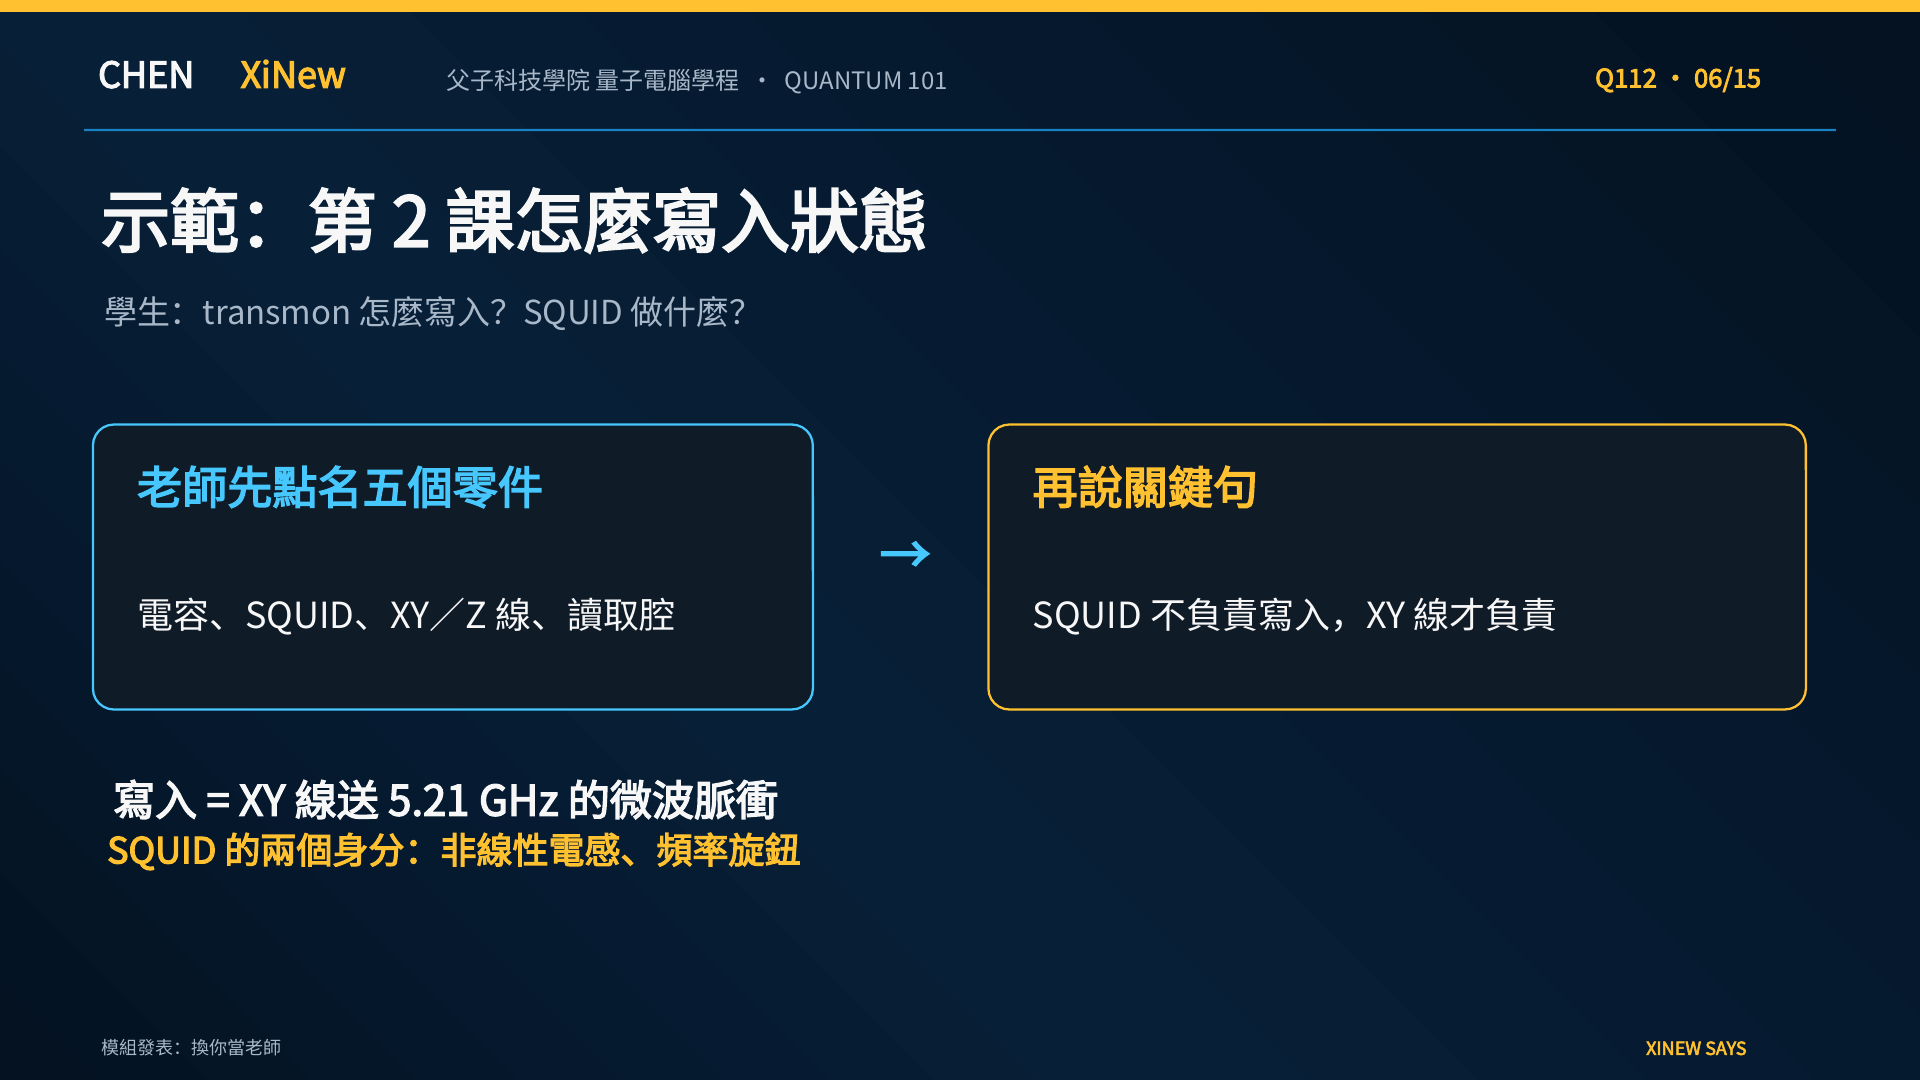 CHEN XiNew 父子科技學院 量子電腦學程 • QUANTUM 101 Q112 • 06/15
示範：第 2 課怎麼寫入狀態
學生：transmon 怎麼寫入？SQUID 做什麼？
老師先點名五個零件
電容、SQUID、XY／Z 線、讀取腔
→
再說關鍵句
SQUID 不負責寫入，XY 線才負責
寫入 = XY 線送 5.21 GHz 的微波脈衝
SQUID 的兩個身分：非線性電感、頻率旋鈕
模組發表：換你當老師 XINEW SAYS